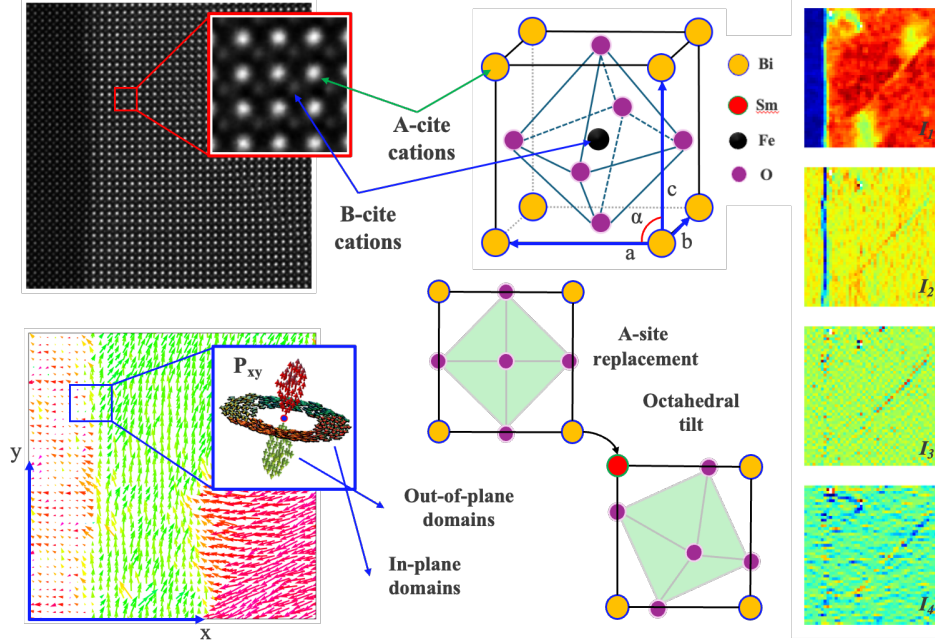 A-cite
cations
B-cite
cations
α
c
a
b
Bi
Sm
Fe
O
I1
I2
I3
I4
Pxy
y
x
Out-of-plane
domains
In-plane
domains
A-site
replacement
Octahedral
tilt